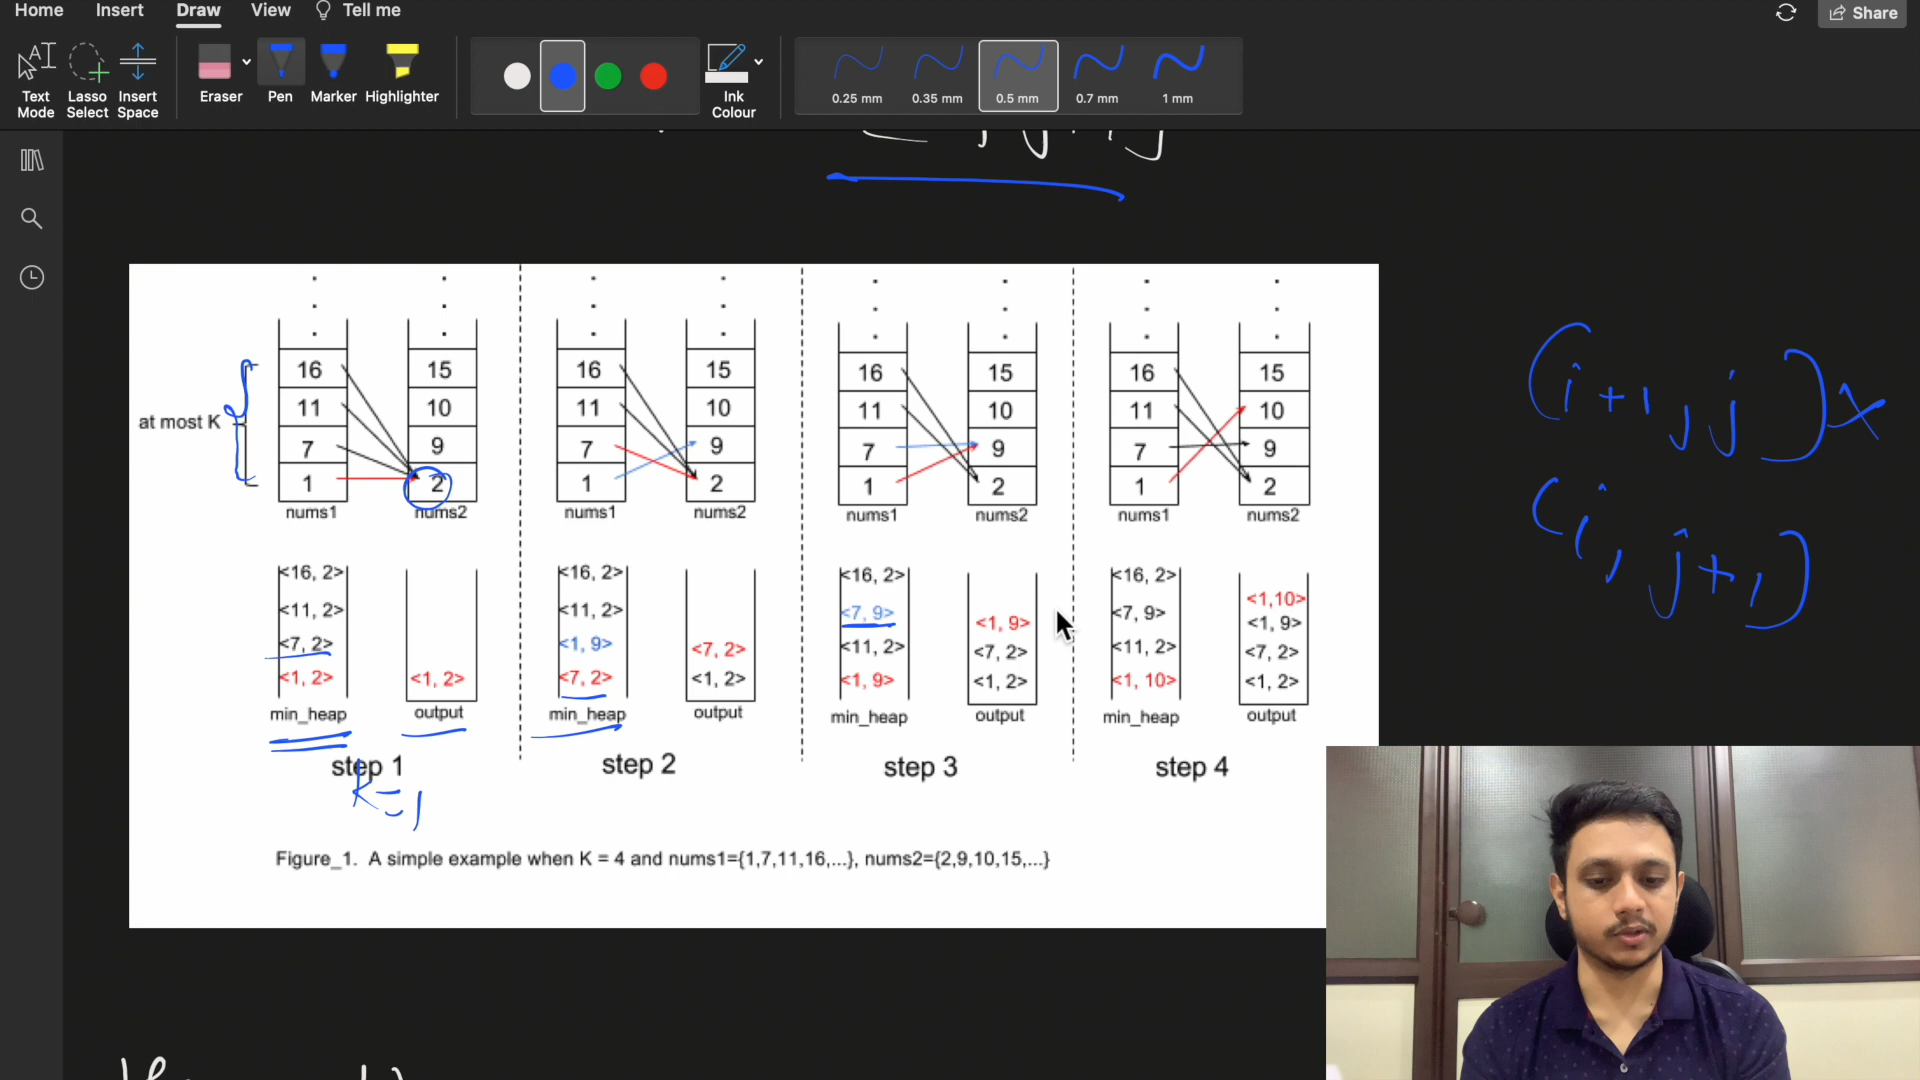 Home Insert Draw View Tell me Share
Text Mode Lasso Select Insert Space Eraser Pen Marker Highlighter Ink Colour 0.25 mm 0.35 mm 0.5 mm 0.7 mm 1 mm
16 15 16 15 16 15 16 15
at most K 11 10 11 10 11 10 11 10
7 9 7 9 7 9 7 9
1 2 1 2 1 2 1 2
nums1 nums2 nums1 nums2 nums1 nums2 nums1 nums2
(i+1, j) x
(i, j+1)
<16, 2> <16, 2> <16, 2> <16, 2> <1,10>
<11, 2> <11, 2> <7, 9> <1, 9> <7, 9> <1, 9>
<7, 2> <1, 9> <7, 2> <11, 2> <7, 2> <11, 2> <7, 2>
<1, 2> <1, 2> <7, 2> <1, 2> <1, 9> <1, 2> <1, 10> <1, 2>
min_heap output min_heap output min_heap output min_heap output
step 1 step 2 step 3 step 4
K=1
Figure_1. A simple example when K = 4 and nums1={1,7,11,16,...}, nums2={2,9,10,15,...}